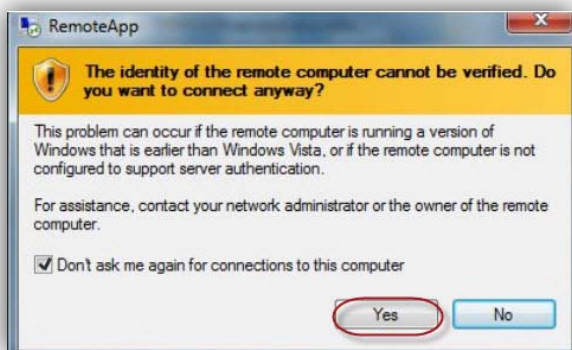 RemoteApp
The identity of the remote computer cannot be verified. Do
you want to connect anyway?
This problem can occur if the remote computer is running a version of
Windows that is earlier than Windows Vista, or if the remote computer is not
configured to support server authentication.
For assistance, contact your network administrator or the owner of the remote
computer.
Don't ask me again for connections to this computer
Yes
No